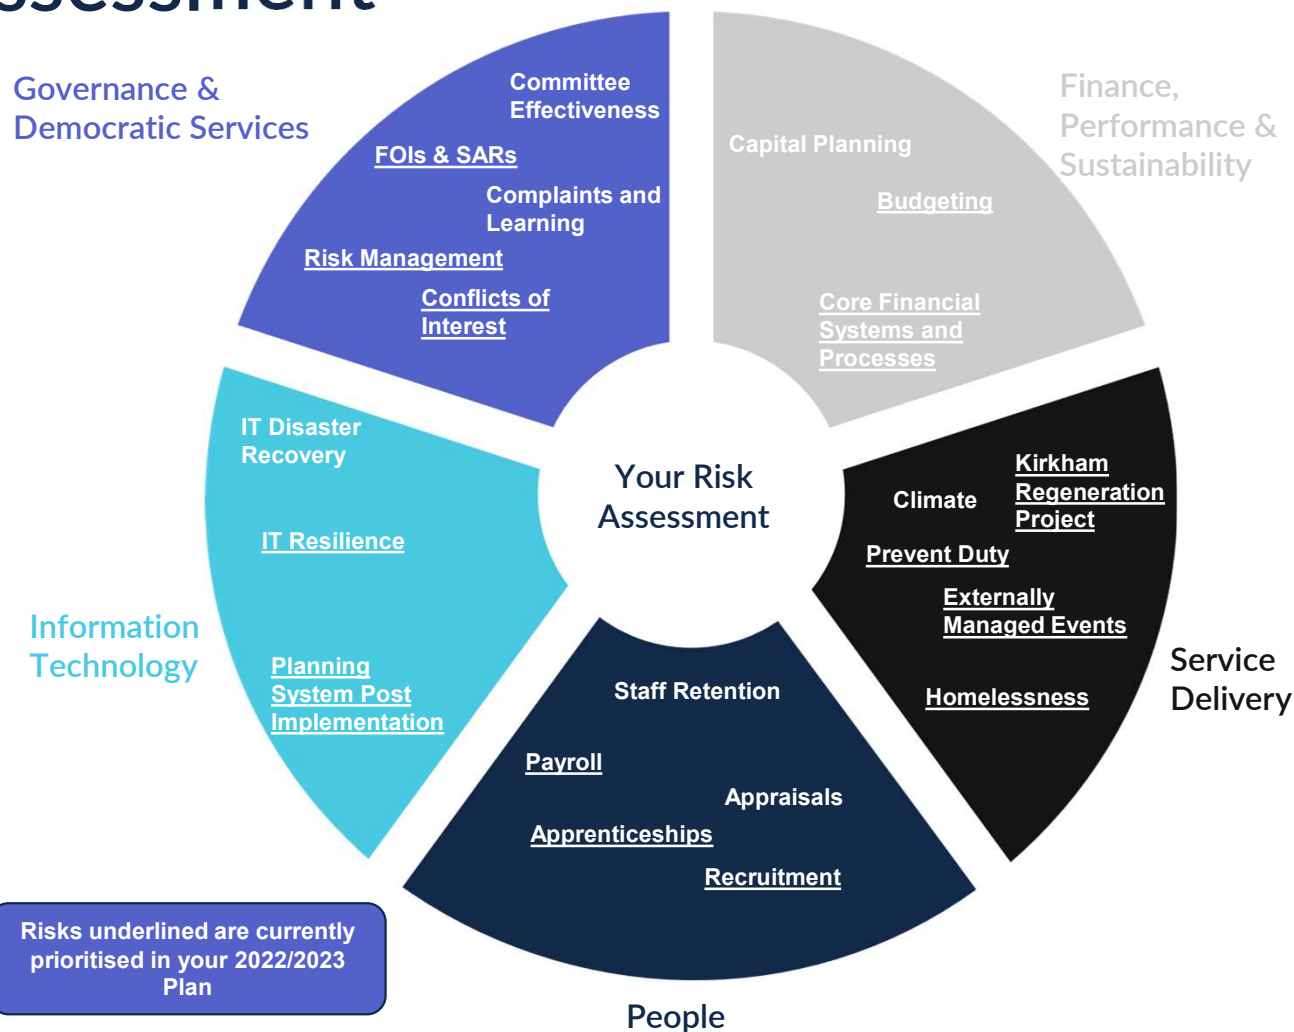 ssessment
Governance &
Democratic Services
Committee
Effectiveness
FOIs & SARs
Complaints and
Learning
Risk Management
Conflicts of
Interest
Finance,
Performance &
Sustainability
Capital Planning
Budgeting
Core Financial
Systems and
Processes
IT Disaster
Recovery
IT Resilience
Planning
System Post
Implementation
Information
Technology
Your Risk
Assessment
Climate
Kirkham
Regeneration
Project
Prevent Duty
Externally
Managed Events
Homelessness
Service
Delivery
Staff Retention
Payroll
Appraisals
Apprenticeships
Recruitment
People
Risks underlined are currently
prioritised in your 2022/2023
Plan